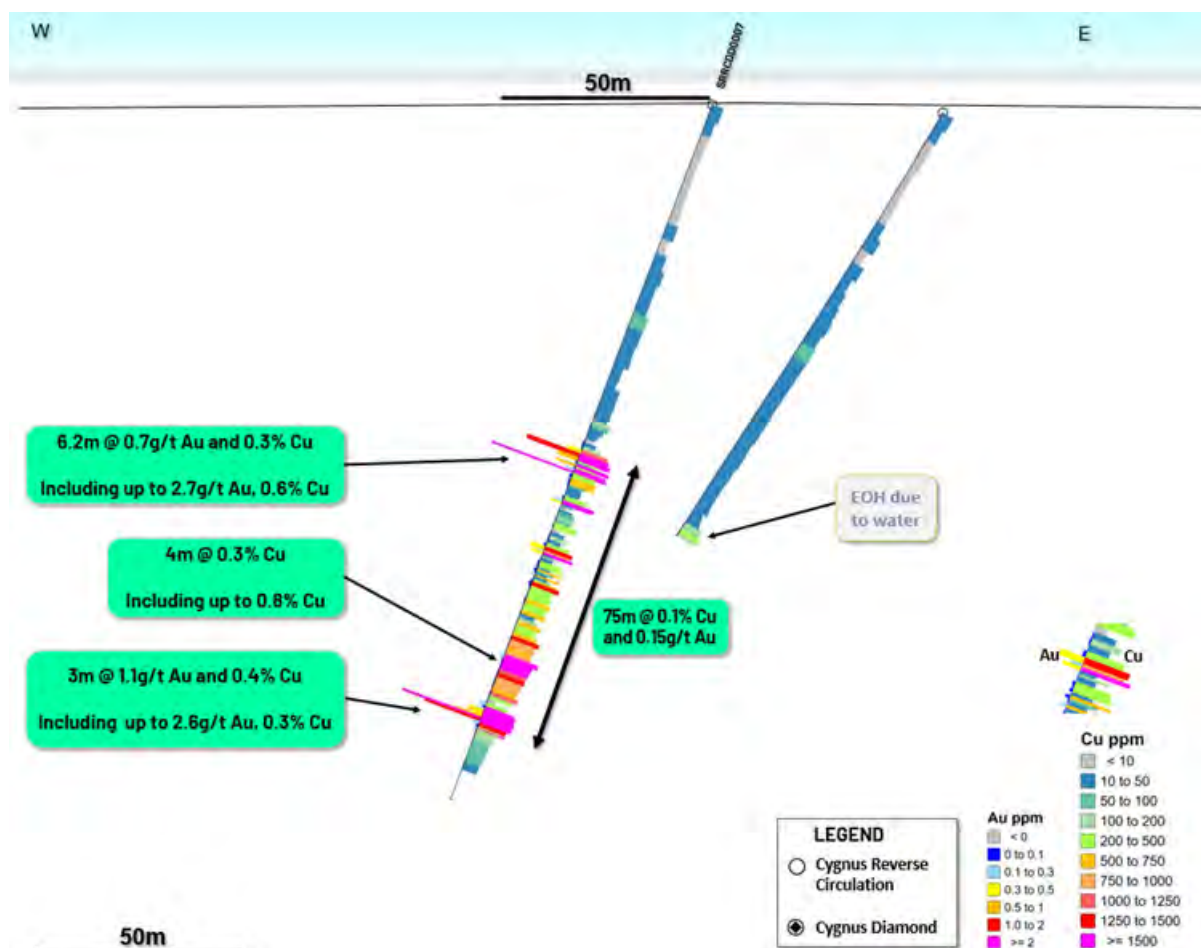 W
E
SRRCDD0007
50m
6.2m @ 0.7g/t Au and 0.3% Cu
Including up to 2.7g/t Au, 0.6% Cu
4m @ 0.3% Cu
Including up to 0.8% Cu
3m @ 1.1g/t Au and 0.4% Cu
Including up to 2.6g/t Au, 0.3% Cu
75m @ 0.1% Cu
and 0.15g/t Au
EOH due
to water
Au
Cu
LEGEND
Cygnus Reverse
Circulation
Cygnus Diamond
Au ppm
< 0
0 to 0.1
0.1 to 0.3
0.3 to 0.5
0.5 to 1
1.0 to 2
>= 2
Cu ppm
< 10
10 to 50
50 to 100
100 to 200
200 to 500
500 to 750
750 to 1000
1000 to 1250
1250 to 1500
>= 1500
50m